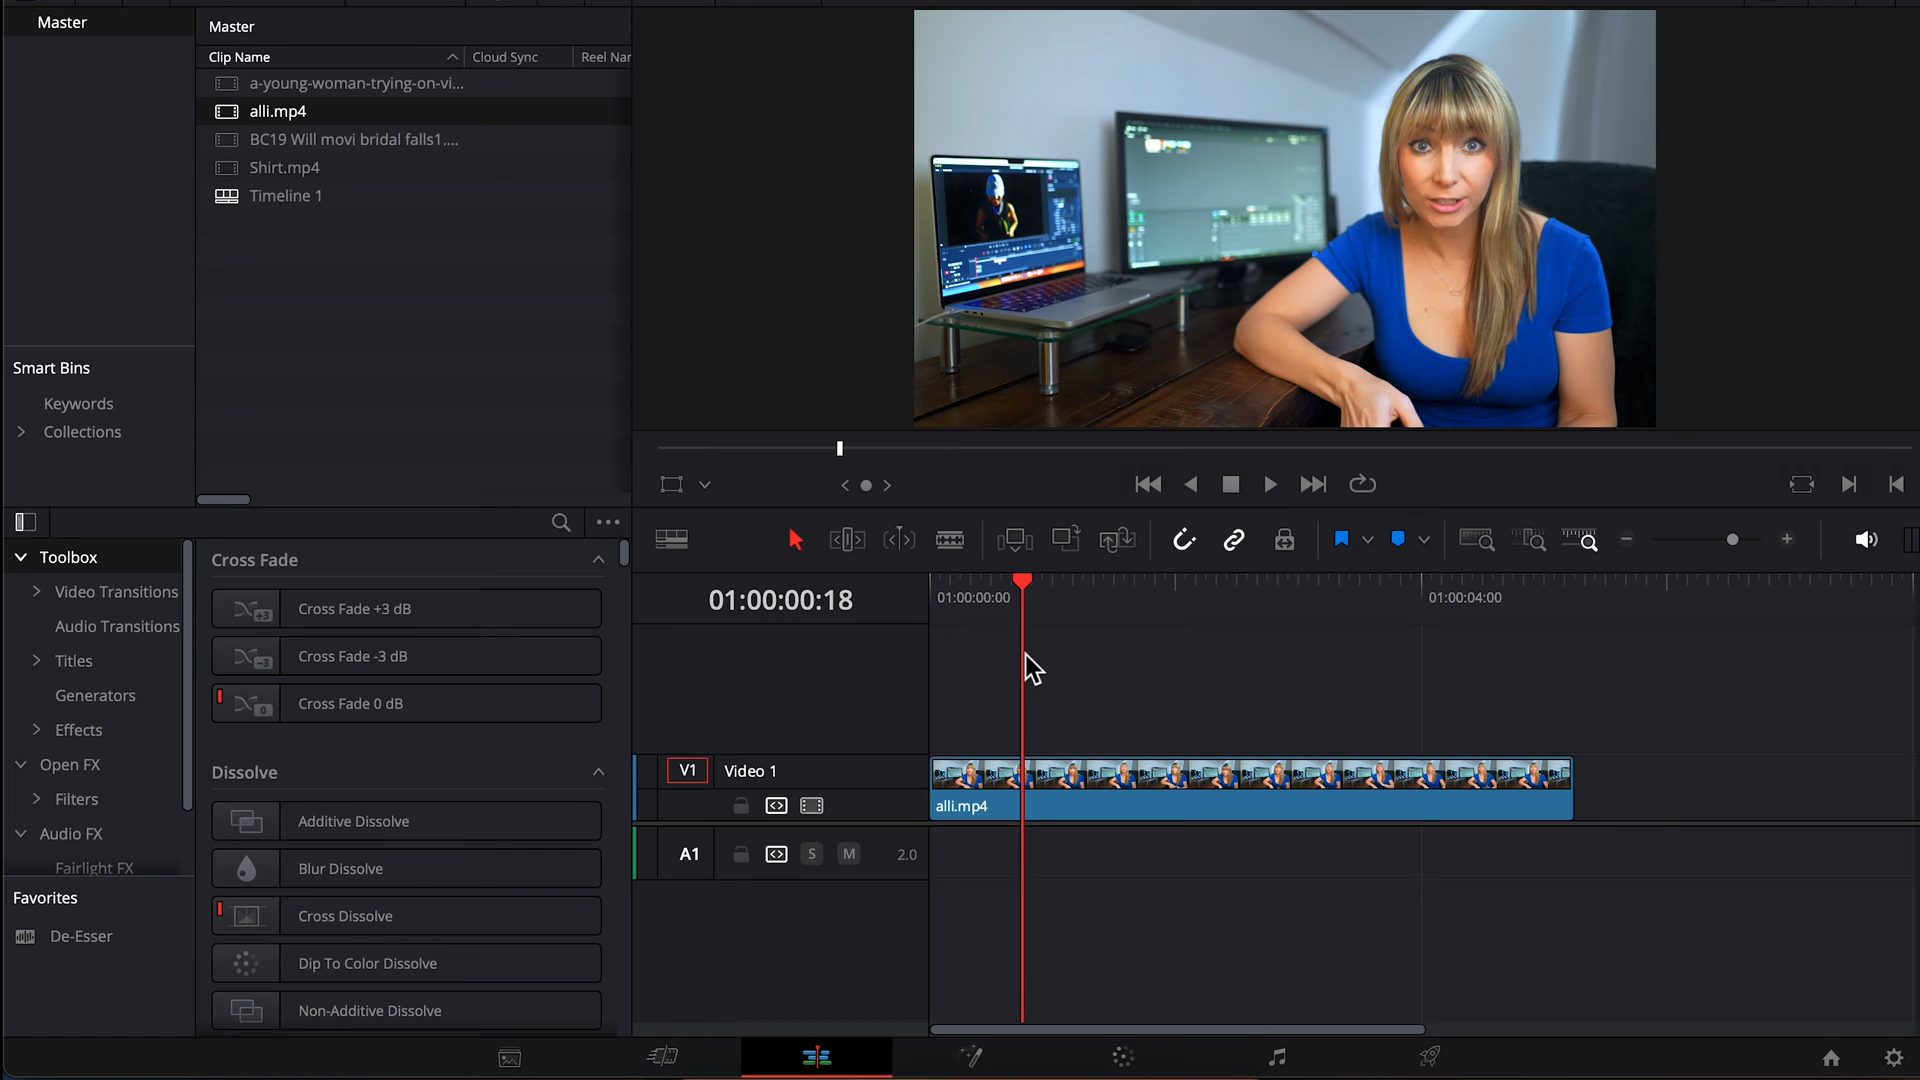 Master
Master
Clip Name
Cloud Sync
Reel Nar
a-young-woman-trying-on-vi...
alli.mp4
BC19 Will movi bridal falls1....
Shirt.mp4
Timeline 1
Smart Bins
Keywords
Collections
Toolbox
Video Transitions
Audio Transitions
Titles
Generators
Effects
Open FX
Filters
Audio FX
Fairlight FX
Favorites
De-Esser
Cross Fade
+3
Cross Fade +3 dB
-3
Cross Fade -3 dB
0
Cross Fade 0 dB
Dissolve
Additive Dissolve
Blur Dissolve
Cross Dissolve
Dip To Color Dissolve
Non-Additive Dissolve
01:00:00:18
01:00:00:00
01:00:04:00
V1
Video 1
alli.mp4
A1
S
M
2.0